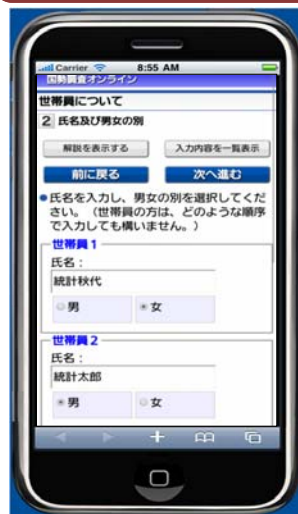 Carrier 8:55 AM
国勢調査オンライン
世帯員について
2 氏名及び男女の別
解説を表示する 入力内容を一覧表示
前に戻る 次へ進む
●氏名を入力し、男女の別を選択してくだ
さい。（世帯員の方は、どのような順序
で入力しても構いません。）
世帯員1
氏名：
統計秋代
男 女
世帯員2
氏名：
統計太郎
男 女